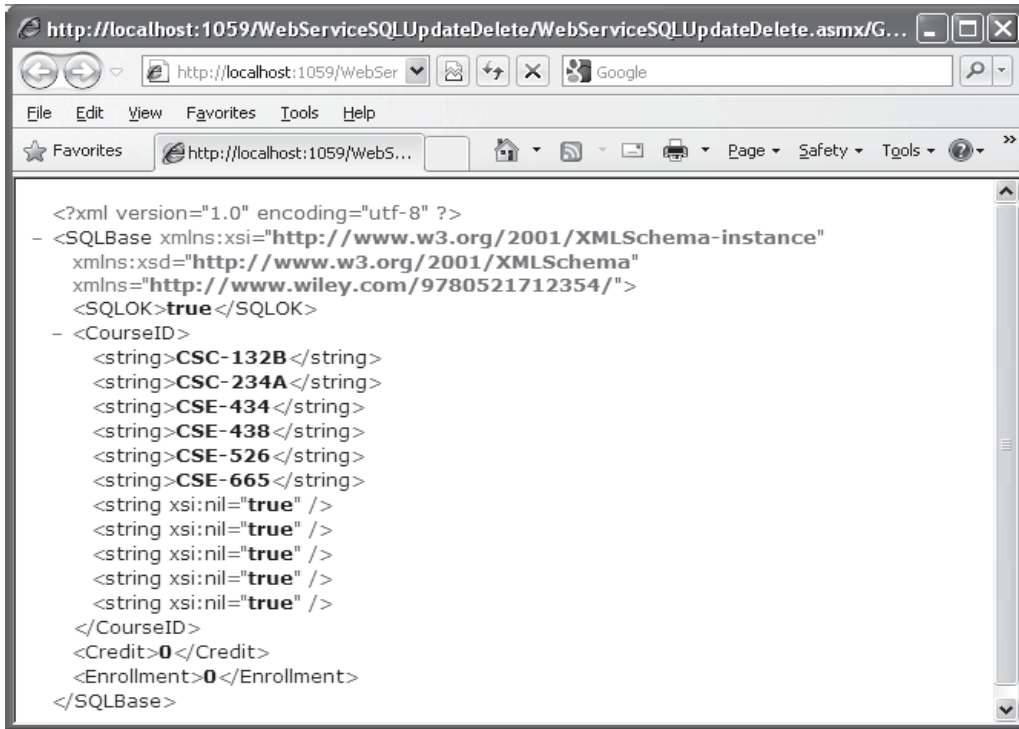 http://localhost:1059/WebServiceSQLUpdateDelete/WebServiceSQLUpdateDelete.asmx/G...
http://localhost:1059/WebSer
Google
File Edit View Favorites Tools Help
Favorites http://localhost:1059/WebS... Page Safety Tools »
<?xml version="1.0" encoding="utf-8" ?>
- <SQLBase xmlns:xsi="http://www.w3.org/2001/XMLSchema-instance"
xmlns:xsd="http://www.w3.org/2001/XMLSchema"
xmlns="http://www.wiley.com/9780521712354/">
<SQLOK>true</SQLOK>
- <CourseID>
<string>CSC-132B</string>
<string>CSC-234A</string>
<string>CSE-434</string>
<string>CSE-438</string>
<string>CSE-526</string>
<string>CSE-665</string>
<string xsi:nil="true" />
<string xsi:nil="true" />
<string xsi:nil="true" />
<string xsi:nil="true" />
<string xsi:nil="true" />
</CourseID>
<Credit>0</Credit>
<Enrollment>0</Enrollment>
</SQLBase>